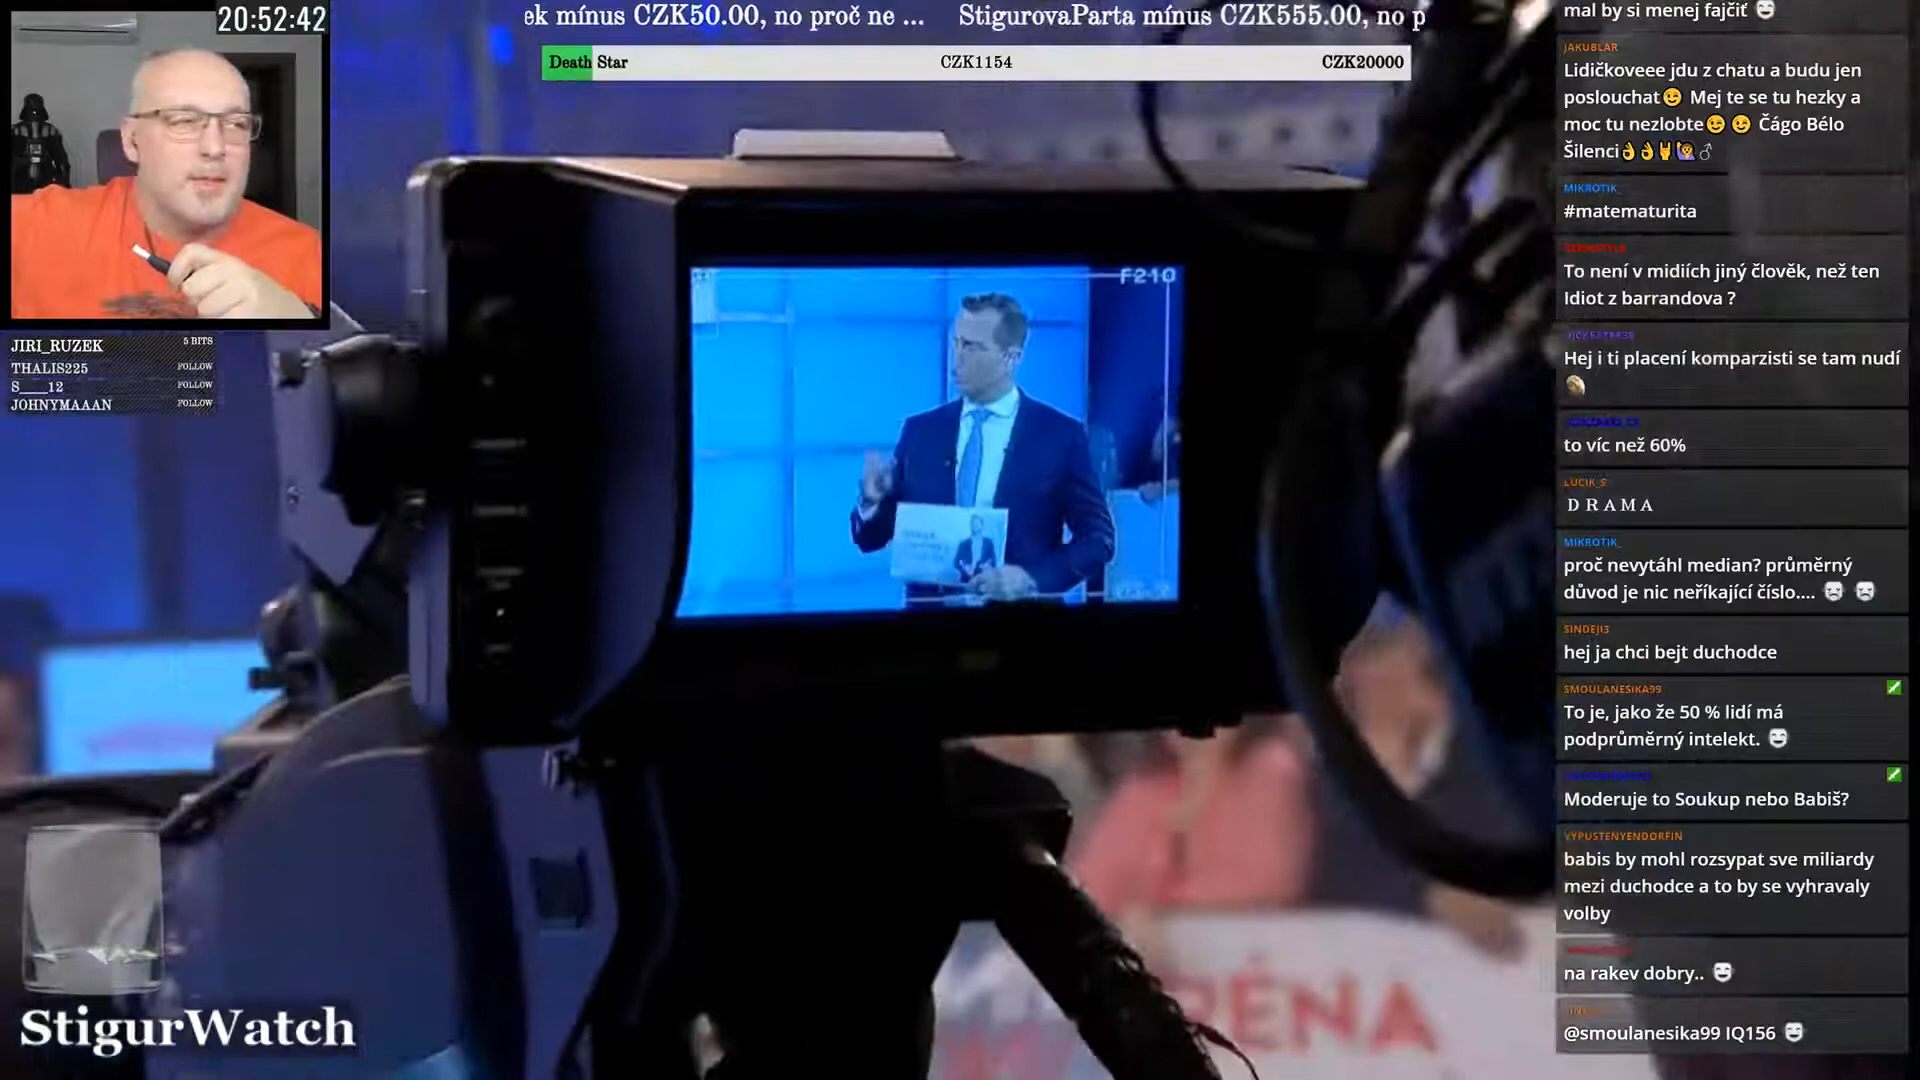 20:52:42
ek mínus CZK50.00, no proč ne ... StigurovaParta mínus CZK555.00, no p
Death Star CZK1154 CZK20000
JIRI_RUZEK 5 BITS
THALIS225 FOLLOW
S___12 FOLLOW
JOHNYMAAAN FOLLOW
F210
ARÉNA
StigurWatch
mal by si menej fajčiť
JAKUBLAR
Lidičkoveee jdu z chatu a budu jen
poslouchat😉 Mej te se tu hezky a
moc tu nezlobte😉 😉 Čágo Bélo
Šilenci👌👌🤘🙋♂
MIKROTIK_
#matematurita
To není v midiích jiný člověk, než ten
Idiot z barrandova ?
Hej i ti placení komparzisti se tam nudí
to víc než 60%
LUCIK_S
D R A M A
MIKROTIK_
proč nevytáhl median? průměrný
důvod je nic neříkající číslo....
SINDEJI3
hej ja chci bejt duchodce
SMOULANESIKA99
To je, jako že 50 % lidí má
podprůměrný intelekt.
Moderuje to Soukup nebo Babiš?
VYPUSTENYENDORFIN
babis by mohl rozsypat sve miliardy
mezi duchodce a to by se vyhravaly
volby
na rakev dobry..
@smoulanesika99 IQ156